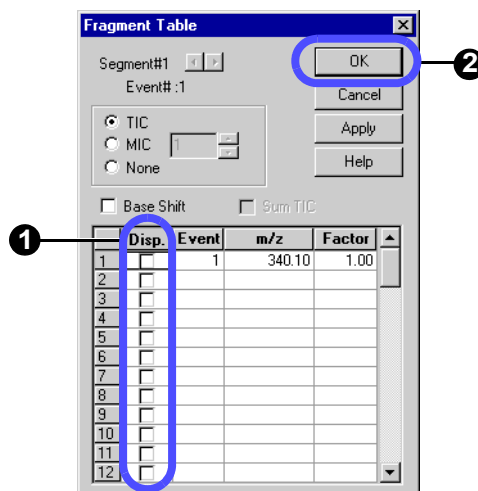 Fragment Table
Segment#1
OK
2
Event# :1
Cancel
TIC
MIC 1
Apply
None
Help
Base Shift Sum TIC
1
Disp. Event m/z Factor
1 1 340.10 1.00
2
3
4
5
6
7
8
9
10
11
12